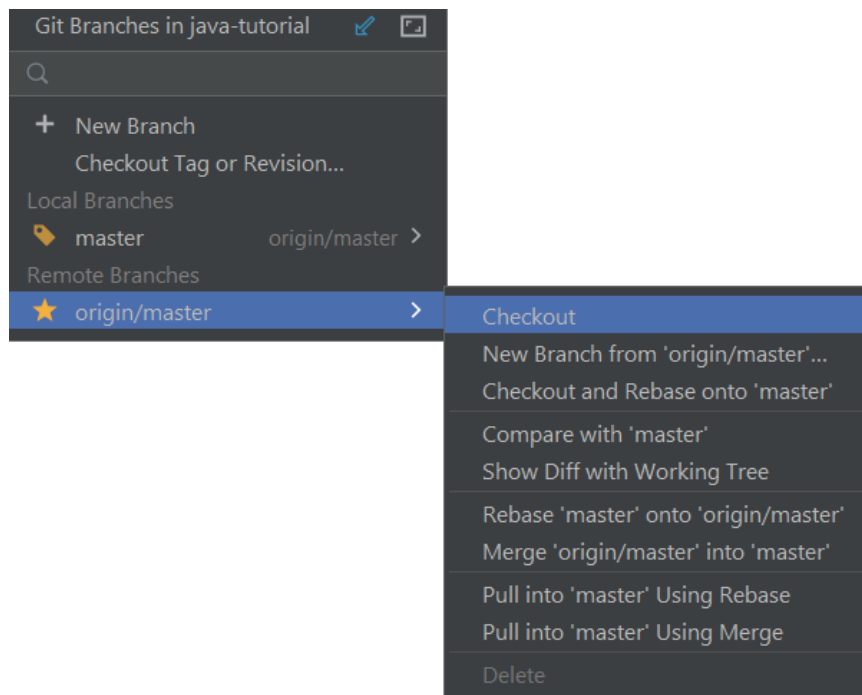 Git Branches in java-tutorial
New Branch
Checkout Tag or Revision...
Local Branches
master origin/master
Remote Branches
origin/master
Checkout
New Branch from 'origin/master'...
Checkout and Rebase onto 'master'
Compare with 'master'
Show Diff with Working Tree
Rebase 'master' onto 'origin/master'
Merge 'origin/master' into 'master'
Pull into 'master' Using Rebase
Pull into 'master' Using Merge
Delete